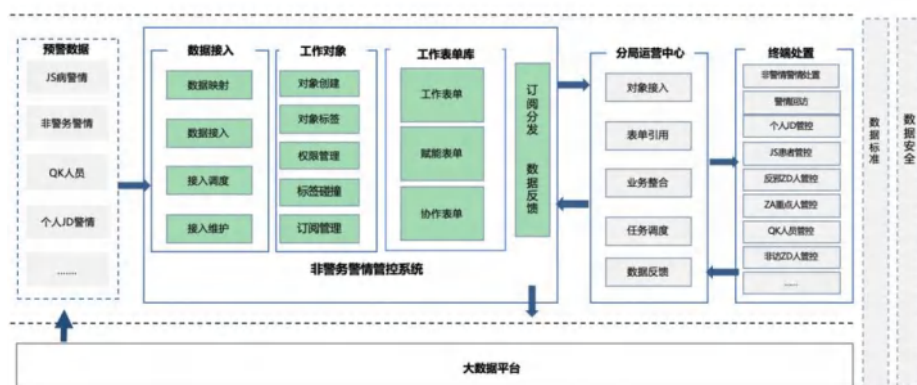 预警数据
JS病警情
非警务警情
QK人员
个人JD警情
.......
数据接入
数据映射
数据接入
接入调度
接入维护
工作对象
对象创建
对象标签
权限管理
标签碰撞
订阅管理
工作表单库
工作表单
赋能表单
协作表单
订阅分发 数据反馈
非警务警情管控系统
分局运营中心
对象接入
表单引用
业务整合
任务调度
数据反馈
终端处置
非警情警情处置
警情回访
个人JD管控
JS患者管控
反邪ZD人管控
ZA重点人管控
QK人员管控
非访ZD人管控
......
数据标准
数据安全
大数据平台